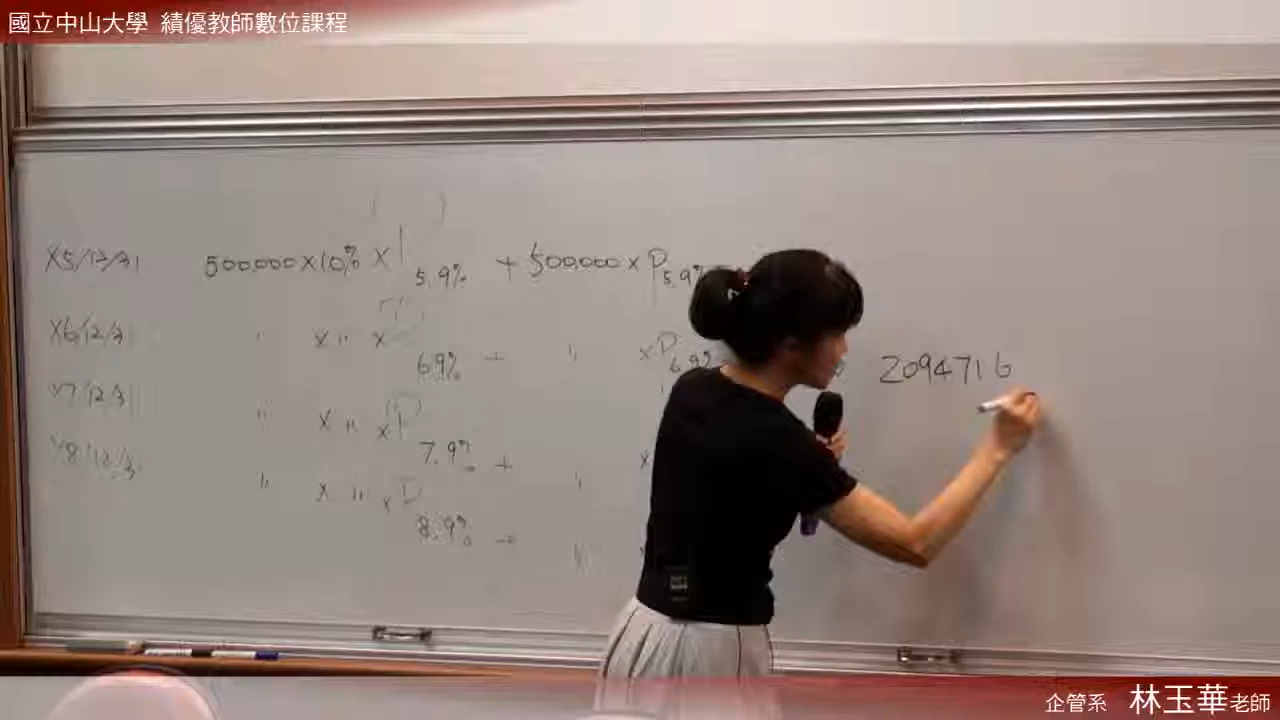 國立中山大學 績優教師數位課程
X5/12/31 500,000×10% × P 5.9% + 500,000 × P 5.9%
X6/12/31 " × " × 6.9% + " ×P 6.9% 2094716
X7/12/31 " × " ×P 7.9% + " ×
X8/12/31 " × " ×P 8.9% + "
企管系 林玉華老師